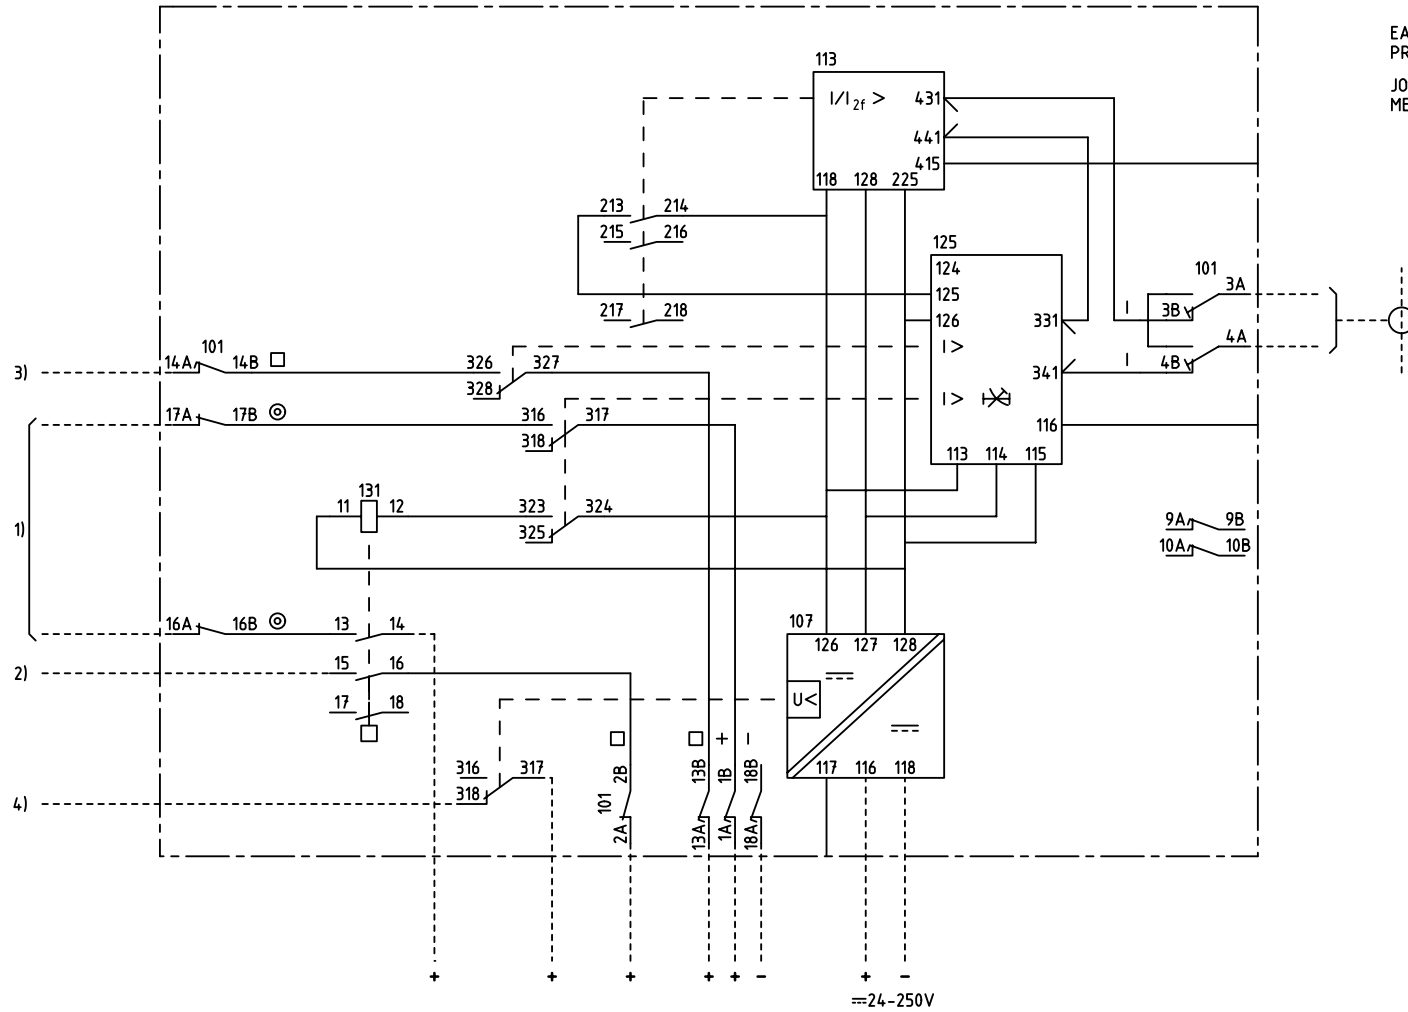 EA
PR
JO
ME
113
I/I2f > 431
441
415
118 128 225
213 214
215 216
217 218
125
124
125
126
331
I>
341
I>
116
113 114 115
101
3A
I 3B
4A
I 4B
9A 9B
10A 10B
3)
14A 101 14B
326 327
328
17A 17B
316 317
318
1)
131
11 12
323 324
325
16A 16B
13 14
2)
15 16
17 18
4)
316 317
318
107
126 127 128
U<
117 116 118
101
2B
2A
13B
13A
+
1B
1A
–
18B
18A
+ + + + + – + –
24-250V